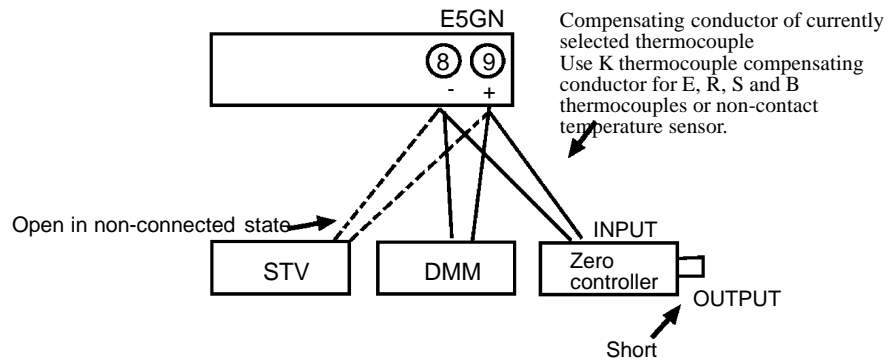 E5GN
8 9
- +
Compensating conductor of currently
selected thermocouple
Use K thermocouple compensating
conductor for E, R, S and B
thermocouples or non-contact
temperature sensor.
Open in non-connected state
INPUT
STV
DMM
Zero
controller
OUTPUT
Short